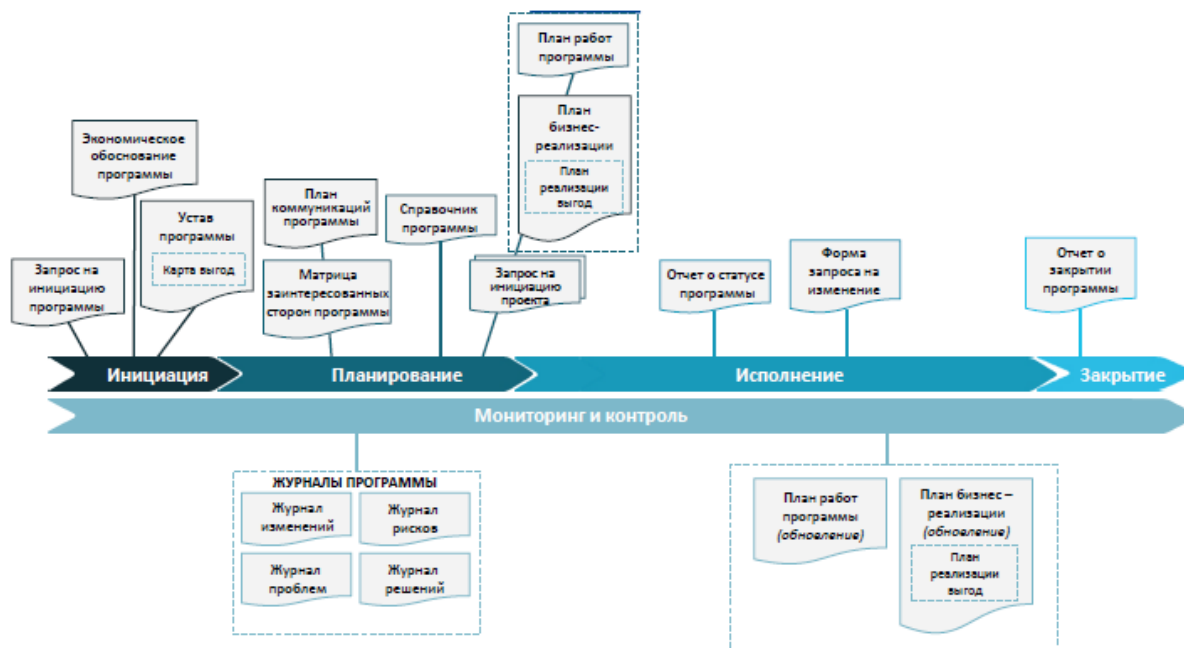 План работ
программы
План
бизнес-
реализации
План
реализации
выгод
Экономическое
обоснование
программы
Устав
программы
Карта выгод
Запрос на
инициацию
программы
План
коммуникаций
программы
Матрица
заинтересованных
сторон программы
Справочник
программы
Запрос на
инициацию
проекта
Отчет о статусе
программы
Форма
запроса на
изменение
Отчет о
закрытии
программы
Инициация
Планирование
Исполнение
Закрытие
Мониторинг и контроль
ЖУРНАЛЫ ПРОГРАММЫ
Журнал
изменений
Журнал
рисков
Журнал
проблем
Журнал
решений
План работ
программы
(обновление)
План бизнес –
реализации
(обновление)
План
реализации
выгод